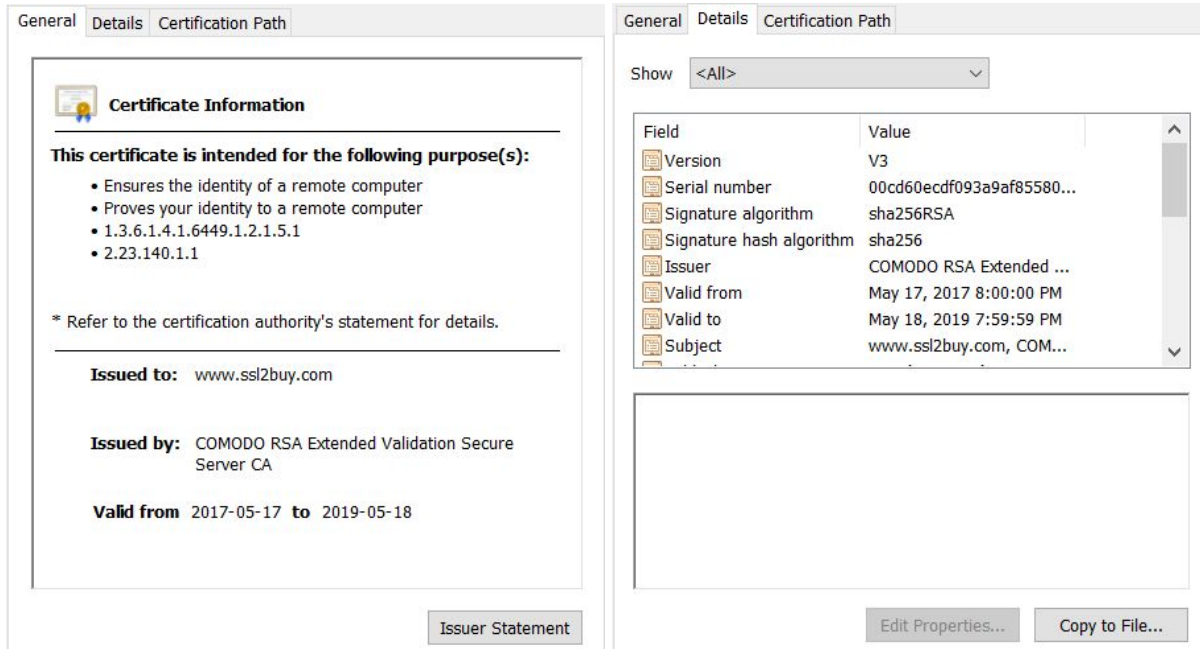 General Details Certification Path
Certificate Information
This certificate is intended for the following purpose(s):
• Ensures the identity of a remote computer
• Proves your identity to a remote computer
• 1.3.6.1.4.1.6449.1.2.1.5.1
• 2.23.140.1.1
* Refer to the certification authority's statement for details.
Issued to: www.ssl2buy.com
Issued by: COMODO RSA Extended Validation Secure
Server CA
Valid from 2017-05-17 to 2019-05-18
Issuer Statement
General Details Certification Path
Show <All>
Field Value
Version V3
Serial number 00cd60ecdf093a9af85580...
Signature algorithm sha256RSA
Signature hash algorithm sha256
Issuer COMODO RSA Extended ...
Valid from May 17, 2017 8:00:00 PM
Valid to May 18, 2019 7:59:59 PM
Subject www.ssl2buy.com, COM...
Edit Properties... Copy to File...